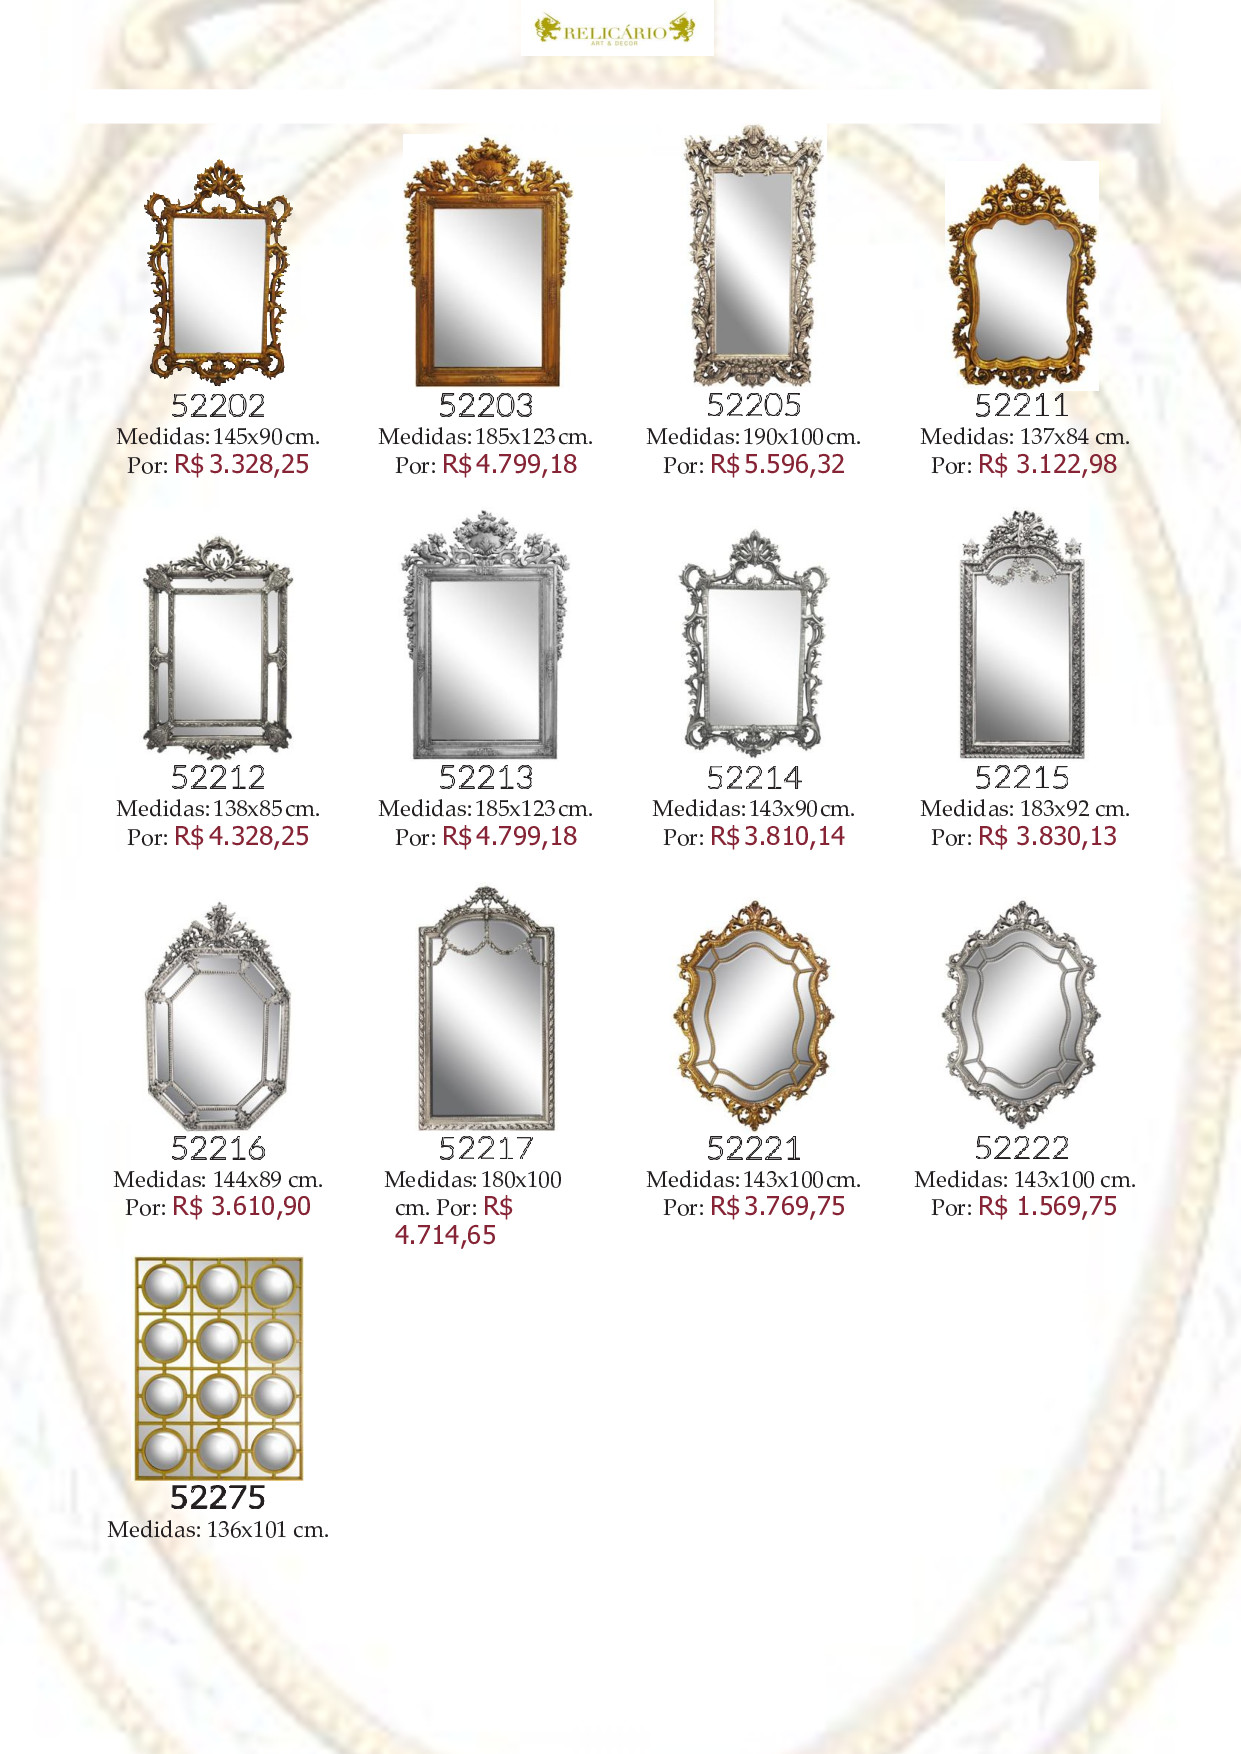 RELICÁRIO
ART & DECOR
52202
Medidas: 145x90 cm.
Por: R$ 3.328,25
52203
Medidas: 185x123 cm.
Por: R$ 4.799,18
52205
Medidas: 190x100 cm.
Por: R$ 5.596,32
52211
Medidas: 137x84 cm.
Por: R$ 3.122,98
52212
Medidas: 138x85 cm.
Por: R$ 4.328,25
52213
Medidas: 185x123 cm.
Por: R$ 4.799,18
52214
Medidas: 143x90 cm.
Por: R$ 3.810,14
52215
Medidas: 183x92 cm.
Por: R$ 3.830,13
52216
Medidas: 144x89 cm.
Por: R$ 3.610,90
52217
Medidas: 180x100
cm. Por: R$
4.714,65
52221
Medidas: 143x100 cm.
Por: R$ 3.769,75
52222
Medidas: 143x100 cm.
Por: R$ 1.569,75
52275
Medidas: 136x101 cm.